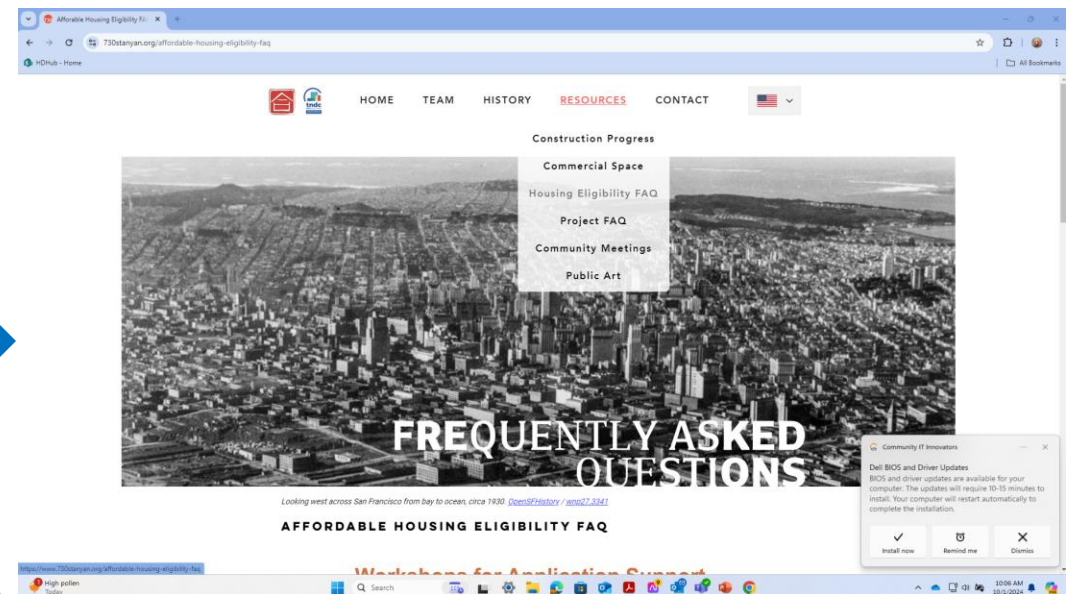 Afforable Housing Eligibility FA
730stanyan.org/affordable-housing-eligibility-faq
HDHub - Home
All Bookmarks
tndc
HOME TEAM HISTORY RESOURCES CONTACT
Construction Progress
Commercial Space
Housing Eligibility FAQ
Project FAQ
Community Meetings
Public Art
FREQUENTLY ASKED
QUESTIONS
Looking west across San Francisco from bay to ocean, circa 1930. OpenSFHistory / wnp27.3341
AFFORDABLE HOUSING ELIGIBILITY FAQ
Workshops for Application Support
Community IT Innovators
Dell BIOS and Driver Updates
BIOS and driver updates are available for your
computer. The updates will require 10-15 minutes to
install. Your computer will restart automatically to
complete the installation.
Install now Remind me Dismiss
https://www.730stanyan.org/affordable-housing-eligibility-faq
High pollen
Today
Search
10:06 AM
10/1/2024